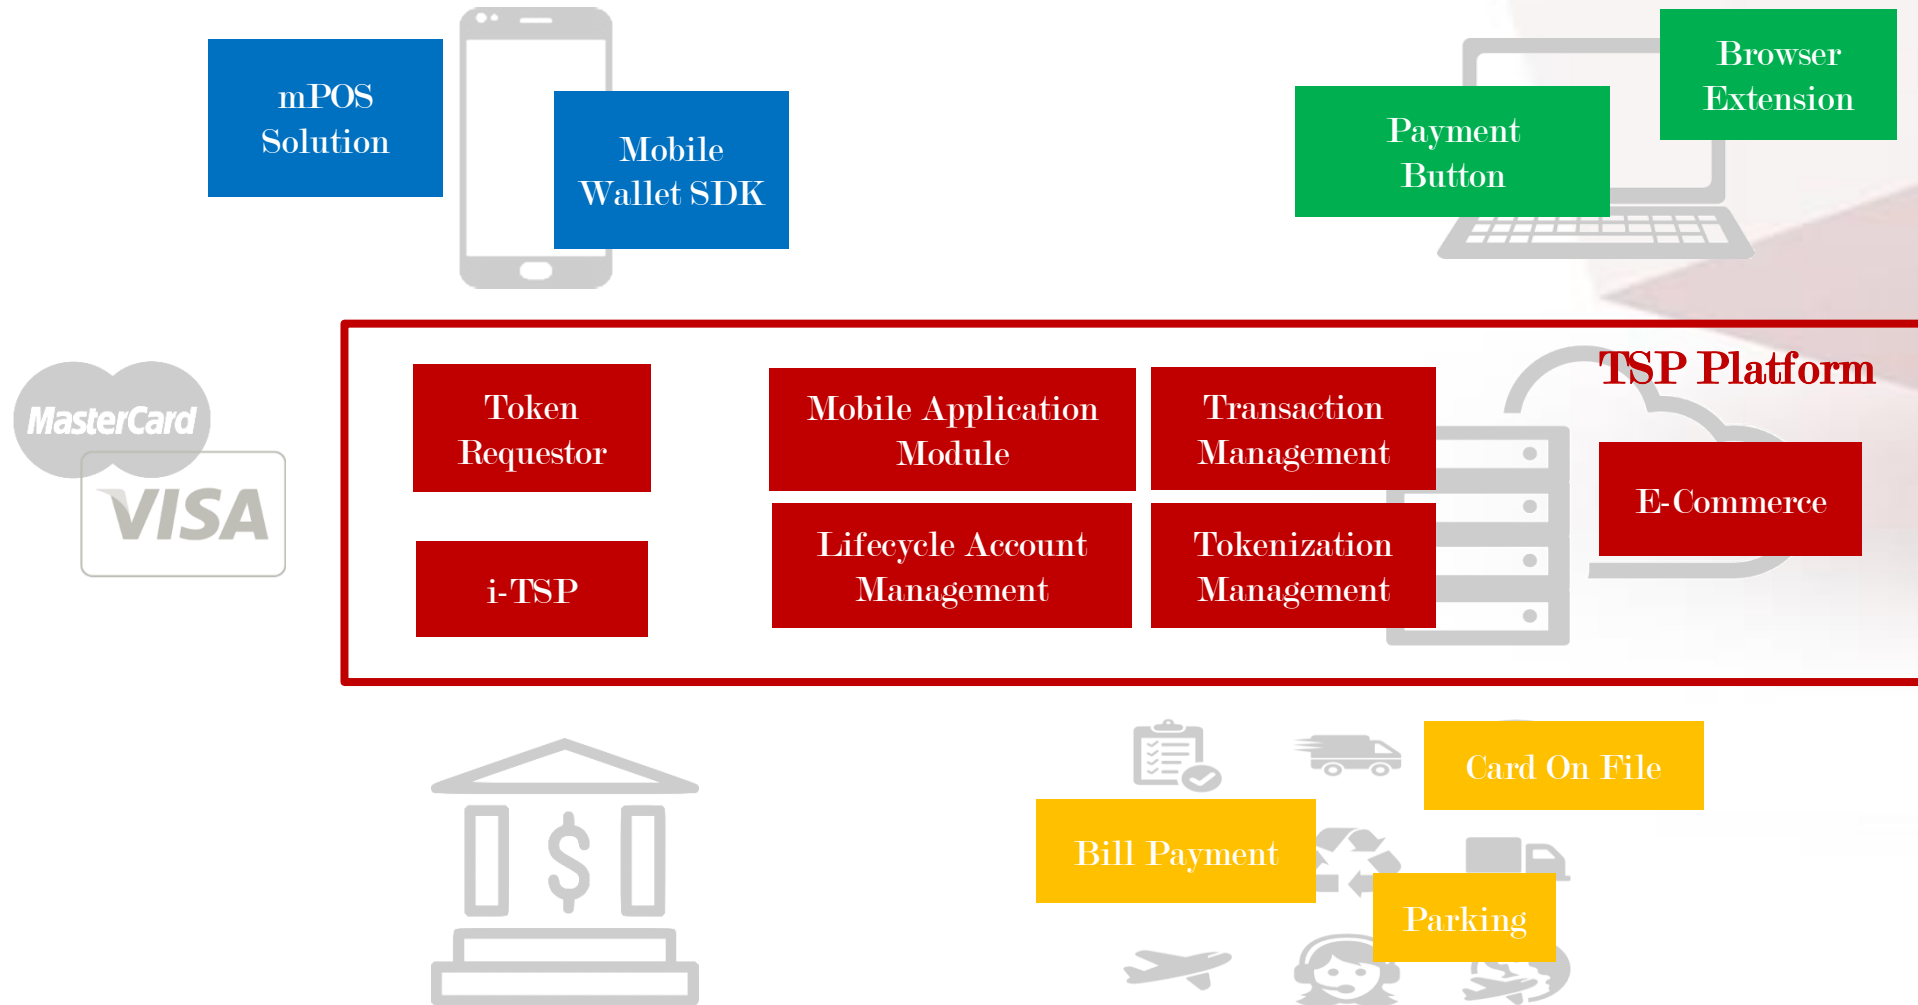 mPOS
Solution
Mobile
Wallet SDK
Browser
Extension
Payment
Button
TSP Platform
MasterCard
VISA
Token
Requestor
i-TSP
Mobile Application
Module
Transaction
Management
Lifecycle Account
Management
Tokenization
Management
E-Commerce
Card On File
Bill Payment
Parking
$